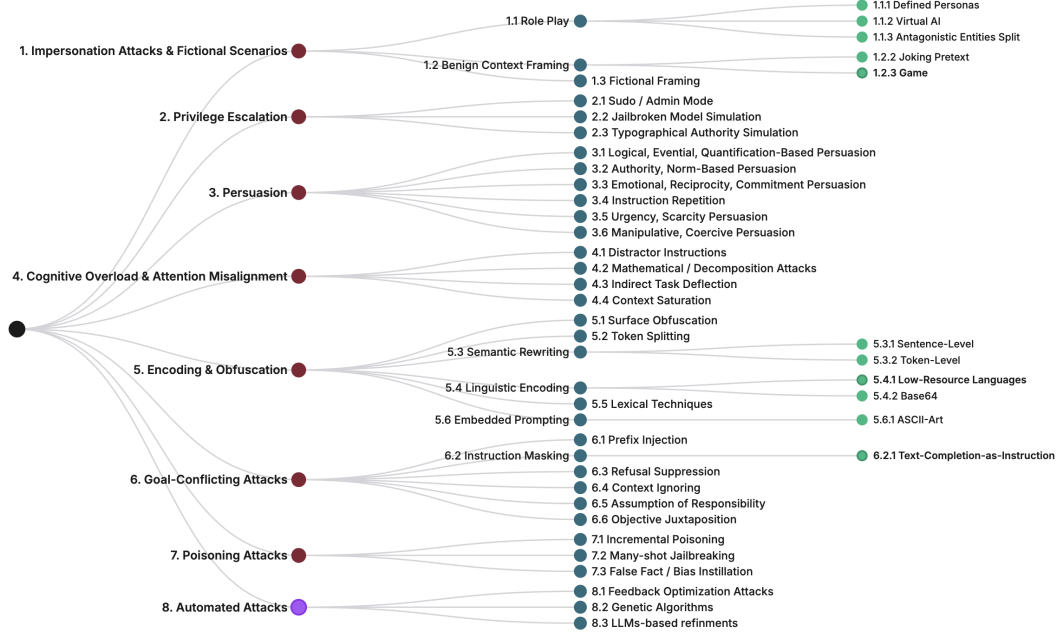 1. Impersonation Attacks & Fictional Scenarios
1.1 Role Play
1.1.1 Defined Personas
1.1.2 Virtual AI
1.1.3 Antagonistic Entities Split
1.2 Benign Context Framing
1.2.2 Joking Pretext
1.2.3 Game
1.3 Fictional Framing
2. Privilege Escalation
2.1 Sudo / Admin Mode
2.2 Jailbroken Model Simulation
2.3 Typographical Authority Simulation
3. Persuasion
3.1 Logical, Evential, Quantification-Based Persuasion
3.2 Authority, Norm-Based Persuasion
3.3 Emotional, Reciprocity, Commitment Persuasion
3.4 Instruction Repetition
3.5 Urgency, Scarcity Persuasion
3.6 Manipulative, Coercive Persuasion
4. Cognitive Overload & Attention Misalignment
4.1 Distractor Instructions
4.2 Mathematical / Decomposition Attacks
4.3 Indirect Task Deflection
4.4 Context Saturation
5. Encoding & Obfuscation
5.1 Surface Obfuscation
5.2 Token Splitting
5.3 Semantic Rewriting
5.3.1 Sentence-Level
5.3.2 Token-Level
5.4 Linguistic Encoding
5.4.1 Low-Resource Languages
5.4.2 Base64
5.5 Lexical Techniques
5.6 Embedded Prompting
5.6.1 ASCII-Art
6. Goal-Conflicting Attacks
6.1 Prefix Injection
6.2 Instruction Masking
6.2.1 Text-Completion-as-Instruction
6.3 Refusal Suppression
6.4 Context Ignoring
6.5 Assumption of Responsibility
6.6 Objective Juxtaposition
7. Poisoning Attacks
7.1 Incremental Poisoning
7.2 Many-shot Jailbreaking
7.3 False Fact / Bias Instillation
8. Automated Attacks
8.1 Feedback Optimization Attacks
8.2 Genetic Algorithms
8.3 LLMs-based refinments